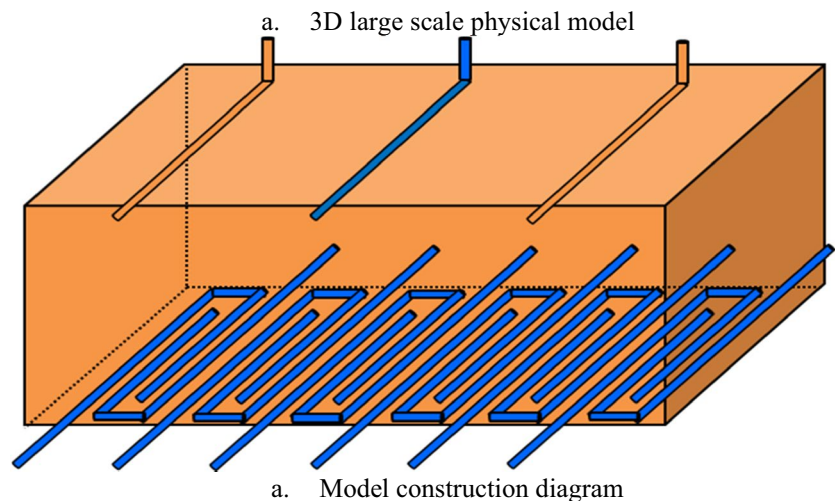 a. 3D large scale physical model
a. Model construction diagram